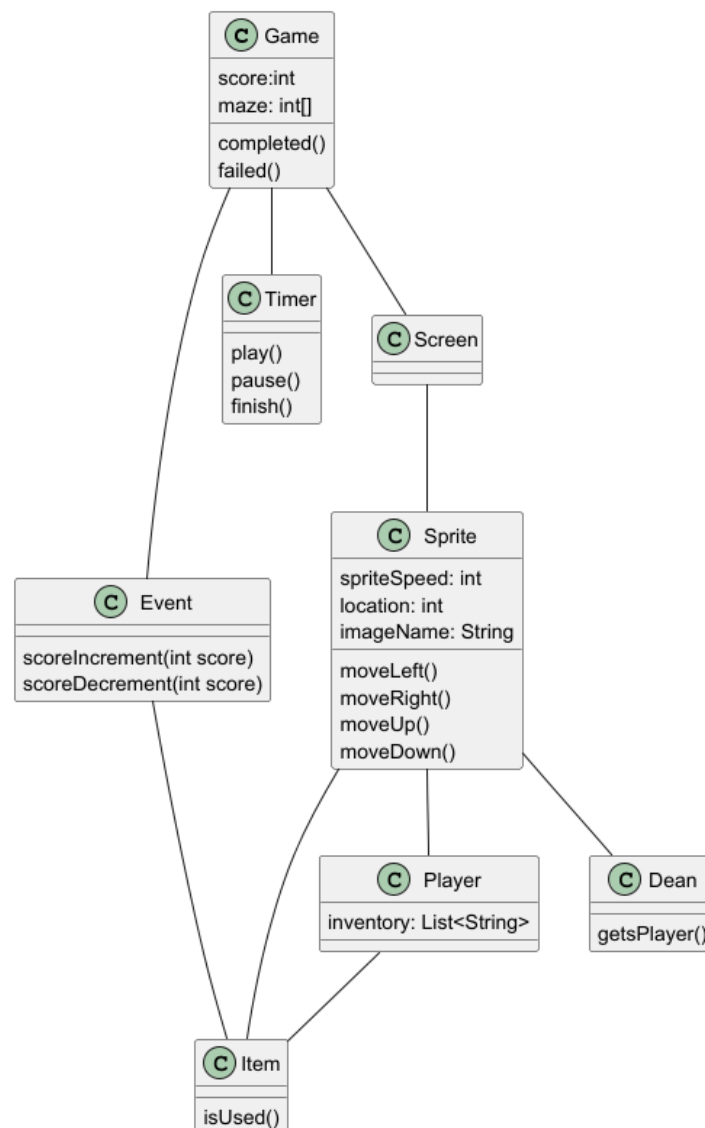 C Game
score:int
maze: int[]
completed()
failed()
C Timer
play()
pause()
finish()
C Screen
C Sprite
spriteSpeed: int
location: int
imageName: String
moveLeft()
moveRight()
moveUp()
moveDown()
C Event
scoreIncrement(int score)
scoreDecrement(int score)
C Player
inventory: List<String>
C Dean
getsPlayer()
C Item
isUsed()